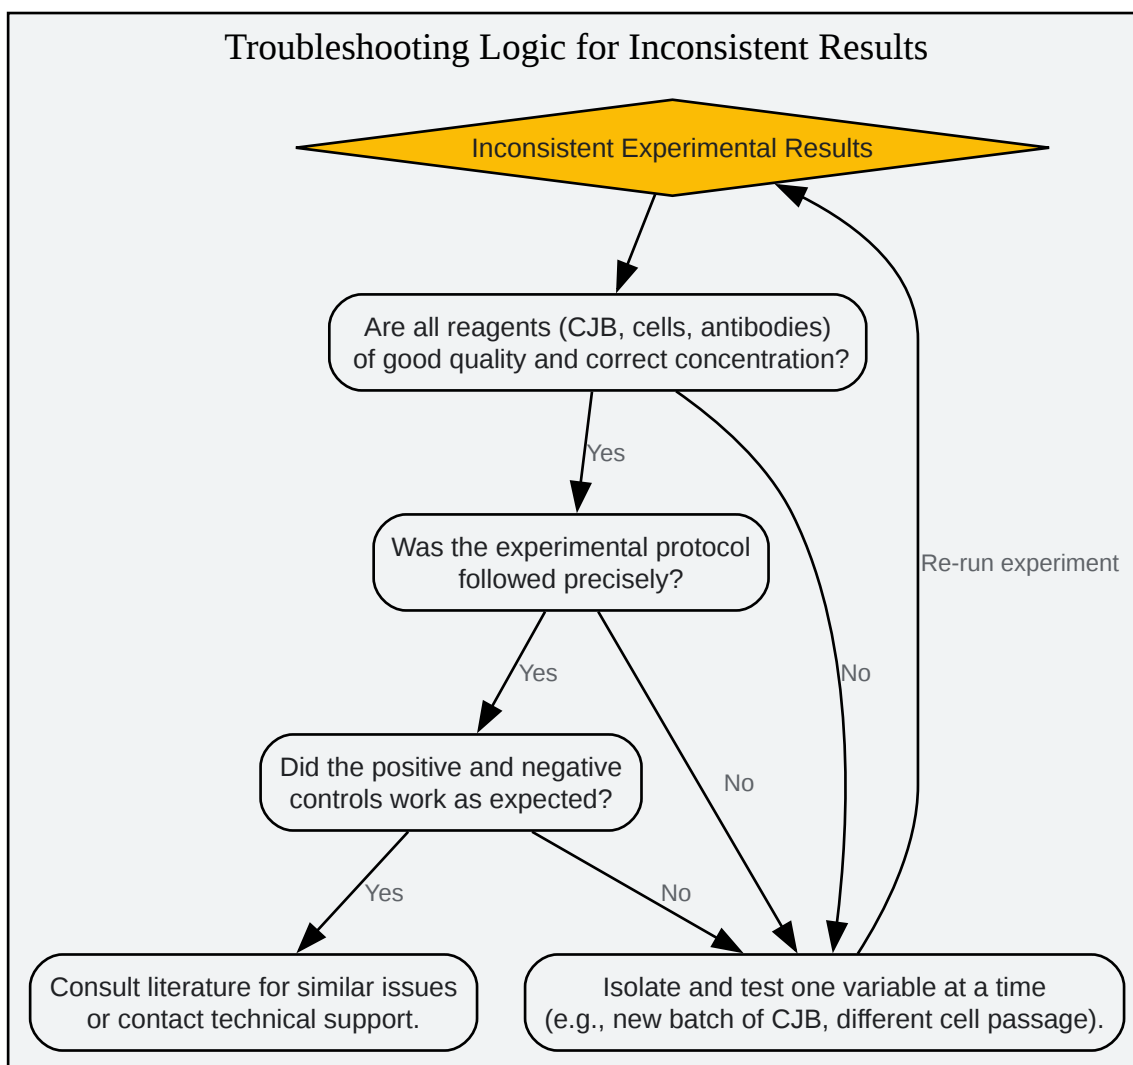 Troubleshooting Logic for Inconsistent Results
Inconsistent Experimental Results
Are all reagents (CJB, cells, antibodies)
of good quality and correct concentration?
Yes
Was the experimental protocol
followed precisely?
Re-run experiment
Yes
No
Did the positive and negative
controls work as expected?
No
Yes
No
Consult literature for similar issues
or contact technical support.
Isolate and test one variable at a time
(e.g., new batch of CJB, different cell passage).